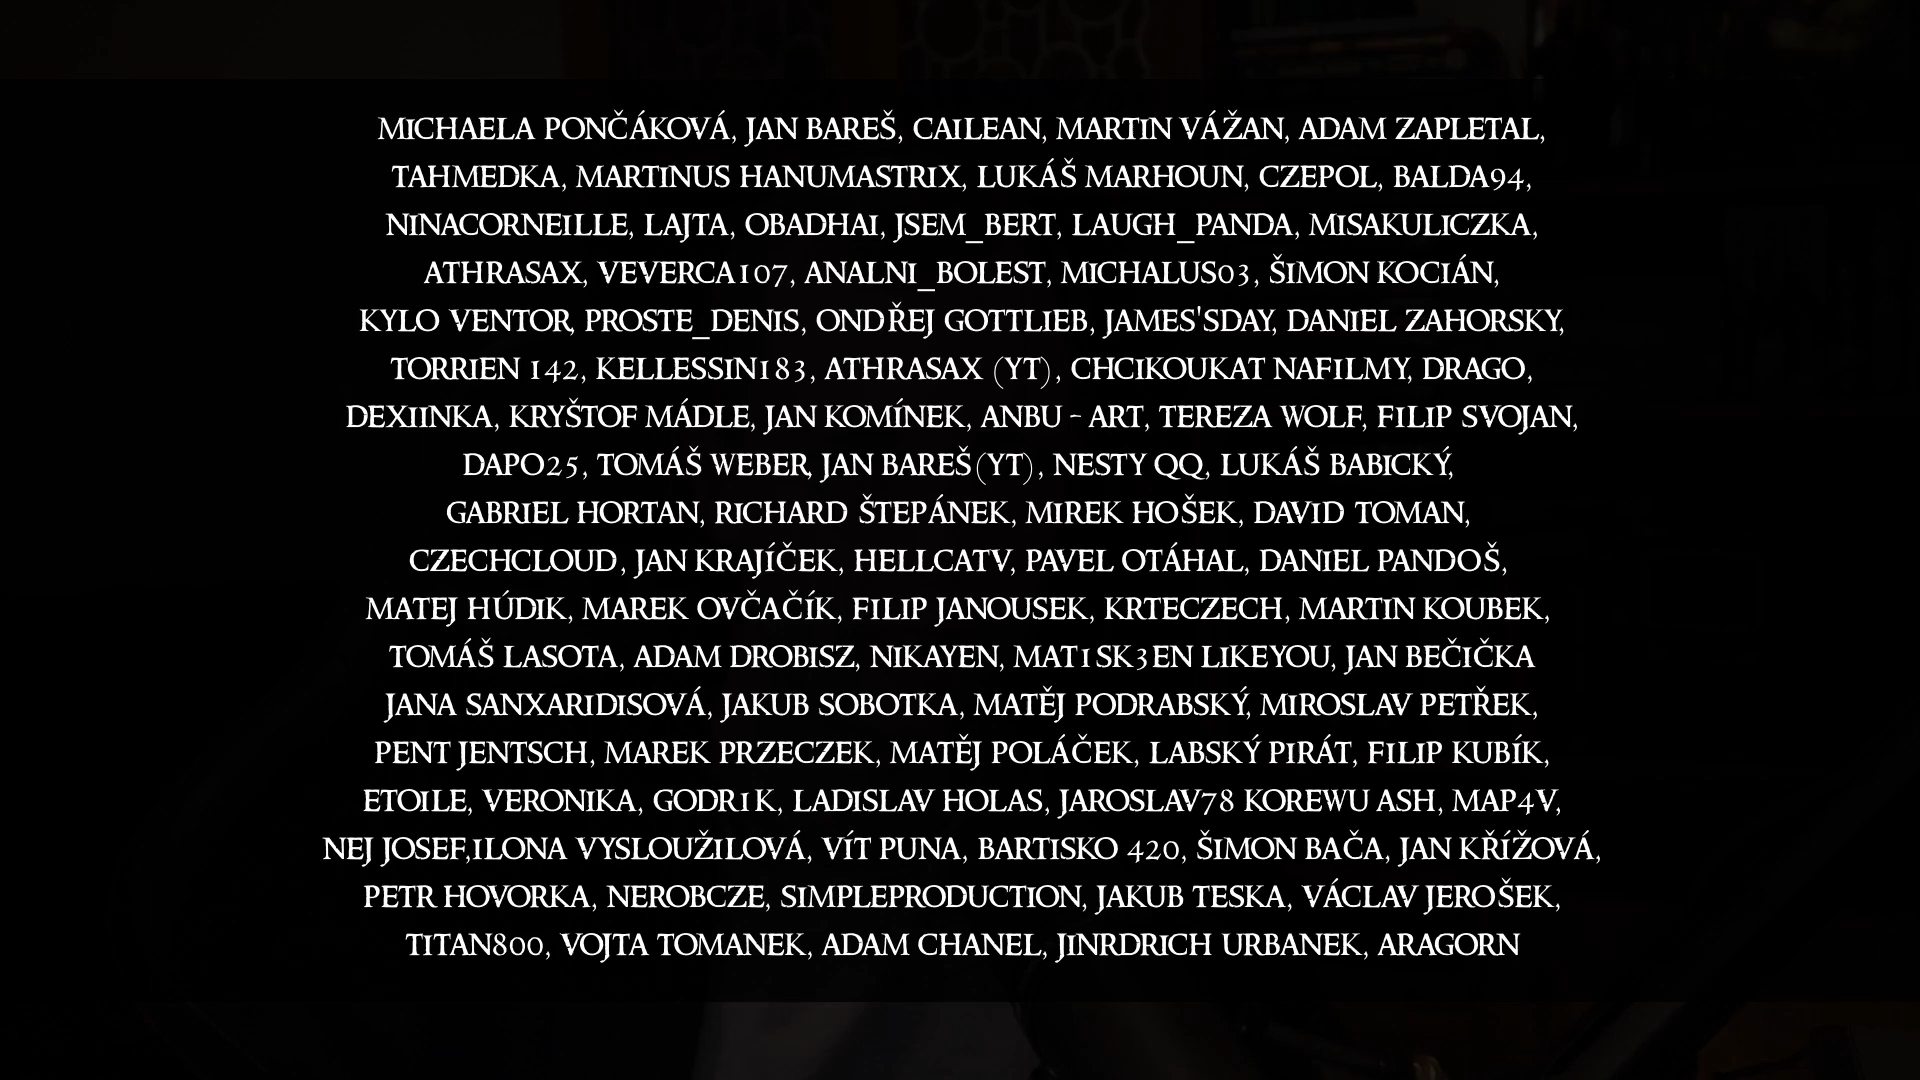 MICHAELA PONČÁKOVÁ, JAN BAREŠ, CAILEAN, MARTIN VÁŽAN, ADAM ZAPLETAL,
TAHMEDKA, MARTINUS HANUMASTRIX, LUKÁŠ MARHOUN, CZEPOL, BALDA94,
NINACORNEILLE, LAJTA, OBADHAI, JSEM_BERT, LAUGH_PANDA, MISAKULICZKA,
ATHRASAX, VEVERCA107, ANALNI_BOLEST, MICHALUS03, ŠIMON KOCIÁN,
KYLO VENTOR, PROSTE_DENIS, ONDŘEJ GOTTLIEB, JAMES'SDAY, DANIEL ZAHORSKY,
TORRIEN 142, KELLESSIN183, ATHRASAX (YT), CHCIKOUKAT NAFILMY, DRAGO,
DEXIINKA, KRYŠTOF MÁDLE, JAN KOMÍNEK, ANBU - ART, TEREZA WOLF, FILIP SVOJAN,
DAPO25, TOMÁŠ WEBER, JAN BAREŠ(YT), NESTY QQ, LUKÁŠ BABICKÝ,
GABRIEL HORTAN, RICHARD ŠTEPÁNEK, MIREK HOŠEK, DAVID TOMAN,
CZECHCLOUD, JAN KRAJÍČEK, HELLCATV, PAVEL OTÁHAL, DANIEL PANDOŠ,
MATEJ HÚDIK, MAREK OVČAČÍK, FILIP JANOUSEK, KRTECZECH, MARTIN KOUBEK,
TOMÁŠ LASOTA, ADAM DROBISZ, NIKAYEN, MAT1SK3EN LIKEYOU, JAN BEČIČKA
JANA SANXARIDISOVÁ, JAKUB SOBOTKA, MATĚJ PODRABSKÝ, MIROSLAV PETŘEK,
PENT JENTSCH, MAREK PRZECZEK, MATĚJ POLÁČEK, LABSKÝ PIRÁT, FILIP KUBÍK,
ETOILE, VERONIKA, GODR1K, LADISLAV HOLAS, JAROSLAV78 KOREWU ASH, MAP4V,
NEJ JOSEF,ILONA VYSLOUŽILOVÁ, VÍT PUNA, BARTISKO 420, ŠIMON BAČA, JAN KŘÍŽOVÁ,
PETR HOVORKA, NEROBCZE, SIMPLEPRODUCTION, JAKUB TESKA, VÁCLAV JEROŠEK,
TITAN800, VOJTA TOMANEK, ADAM CHANEL, JINRDRICH URBANEK, ARAGORN